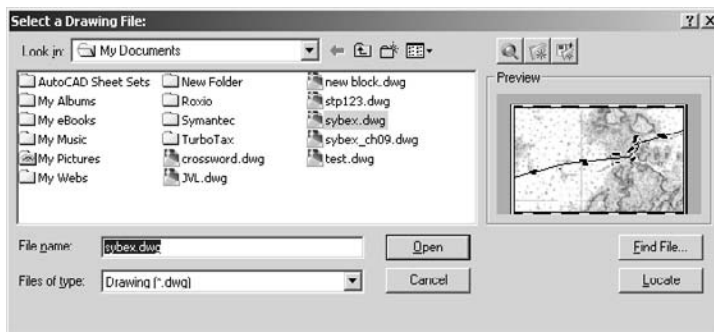 Select a Drawing File:
Look in: My Documents
AutoCAD Sheet Sets
My Albums
My eBooks
My Music
My Pictures
My Webs
New Folder
Roxio
Symantec
TurboTax
crossword.dwg
JVL.dwg
new block.dwg
stp123.dwg
sybex.dwg
sybex_ch09.dwg
test.dwg
Preview
File name: sybex.dwg
Open
Find File...
Files of type: Drawing (*.dwg)
Cancel
Locate